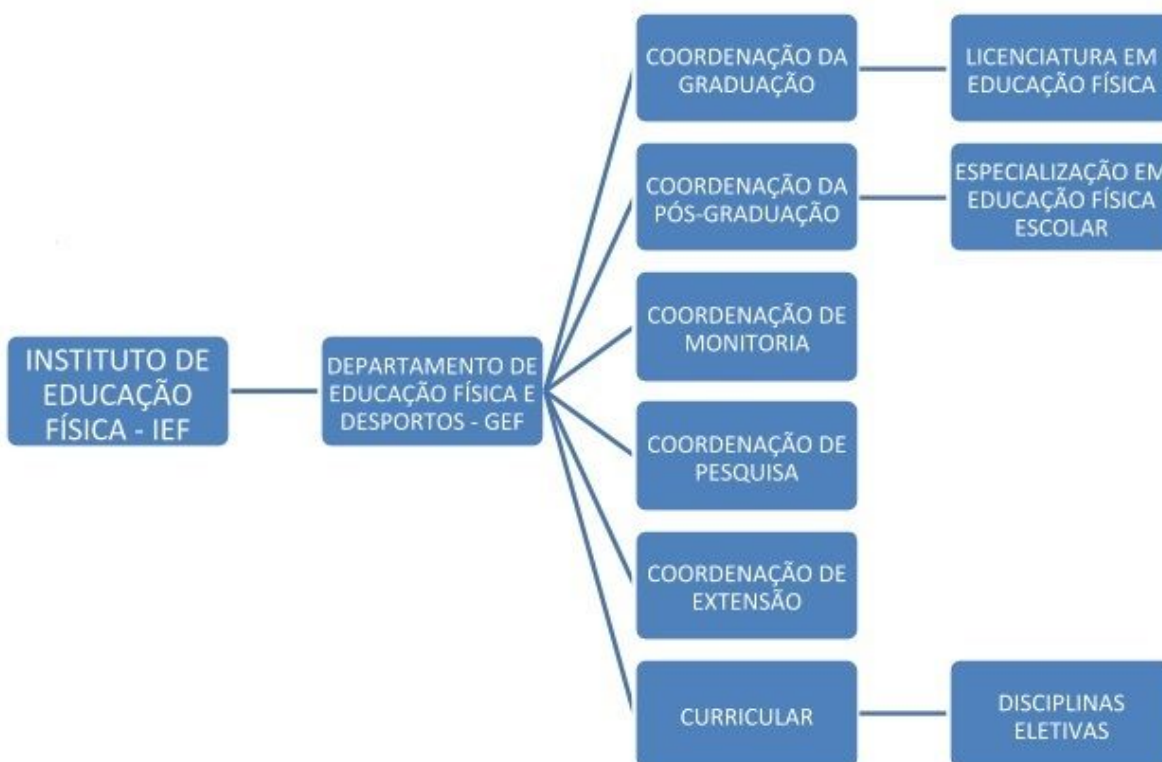 INSTITUTO DE
EDUCAÇÃO
FÍSICA - IEF
DEPARTAMENTO DE
EDUCAÇÃO FÍSICA E
DESPORTOS - GEF
COORDENAÇÃO DA
GRADUAÇÃO
LICENCIATURA EM
EDUCAÇÃO FÍSICA
COORDENAÇÃO DA
PÓS-GRADUAÇÃO
ESPECIALIZAÇÃO EM
EDUCAÇÃO FÍSICA
ESCOLAR
COORDENAÇÃO DE
MONITORIA
COORDENAÇÃO DE
PESQUISA
COORDENAÇÃO DE
EXTENSÃO
CURRICULAR
DISCIPLINAS
ELETIVAS